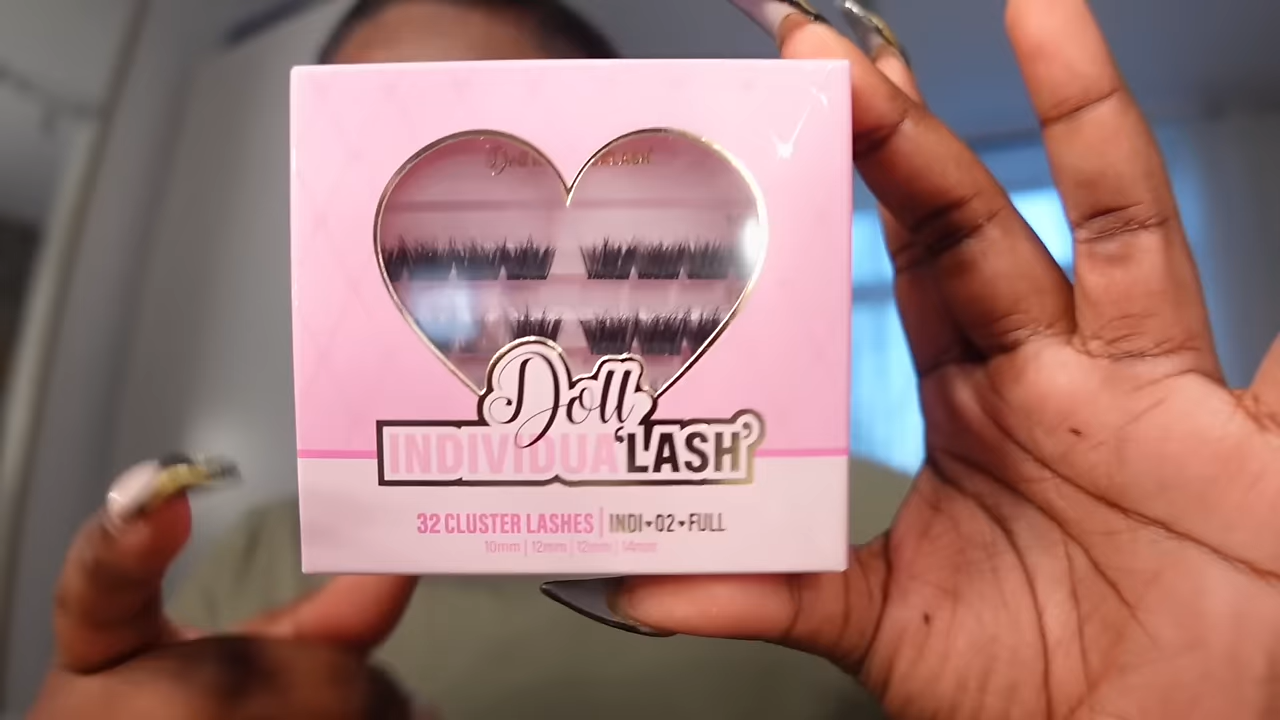 Doll
INDIVIDUA'LASH'
32 CLUSTER LASHES | INDI♥02♥FULL
10mm | 12mm | 12mm | 14mm